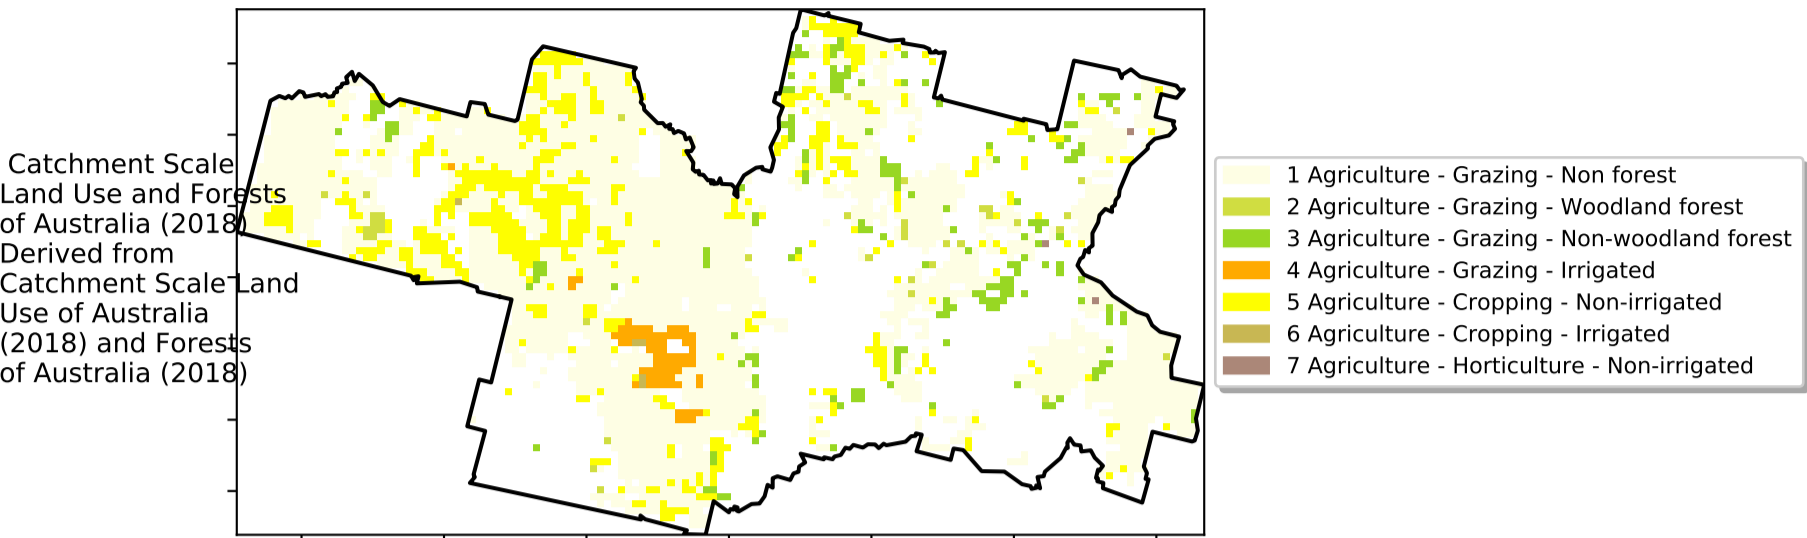 Catchment Scale
Land Use and Forests
of Australia (2018)
Derived from
Catchment Scale Land
Use of Australia
(2018) and Forests
of Australia (2018)
1 Agriculture - Grazing - Non forest
2 Agriculture - Grazing - Woodland forest
3 Agriculture - Grazing - Non-woodland forest
4 Agriculture - Grazing - Irrigated
5 Agriculture - Cropping - Non-irrigated
6 Agriculture - Cropping - Irrigated
7 Agriculture - Horticulture - Non-irrigated